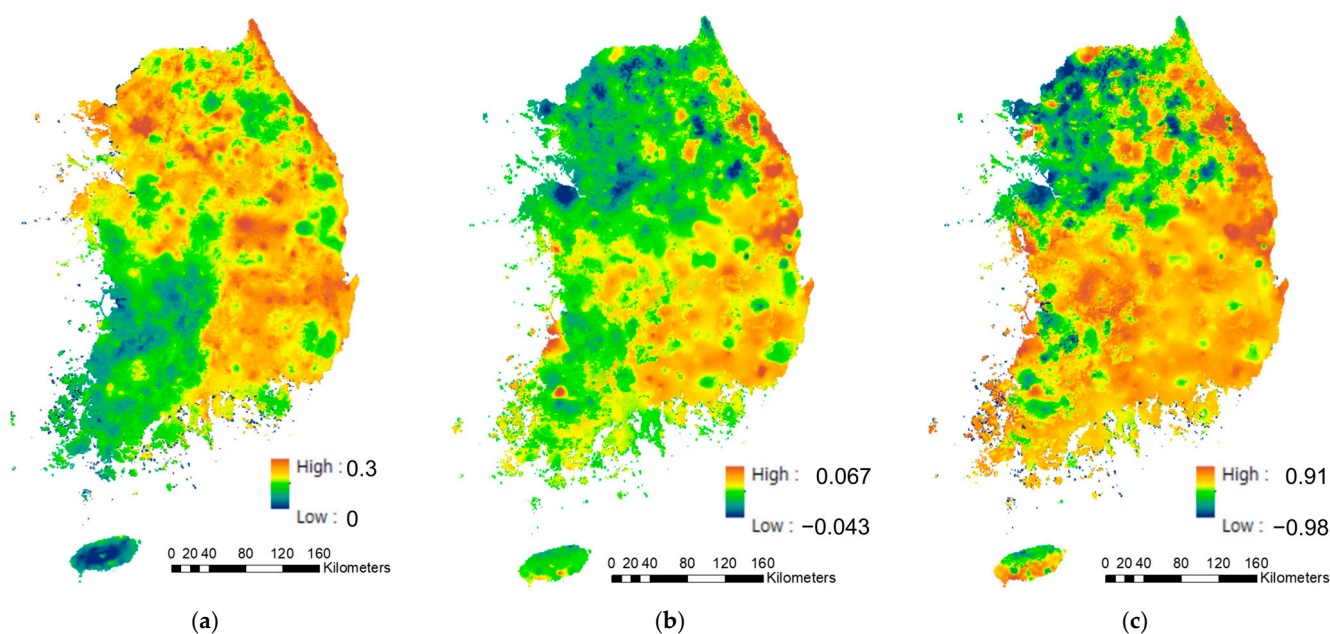 High : 0.3
Low : 0
0 20 40 80 120 160
Kilometers
(a)
High : 0.067
Low : −0.043
0 20 40 80 120 160
Kilometers
(b)
High : 0.91
Low : −0.98
0 20 40 80 120 160
Kilometers
(c)